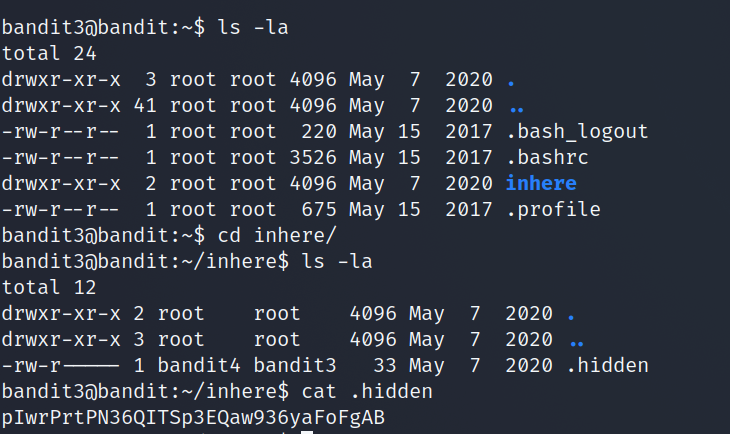 bandit3@bandit:~$ ls -la
total 24
drwxr-xr-x  3 root root 4096 May  7  2020 .
drwxr-xr-x 41 root root 4096 May  7  2020 ..
-rw-r--r--  1 root root  220 May 15  2017 .bash_logout
-rw-r--r--  1 root root 3526 May 15  2017 .bashrc
drwxr-xr-x  2 root root 4096 May  7  2020 inhere
-rw-r--r--  1 root root  675 May 15  2017 .profile
bandit3@bandit:~$ cd inhere/
bandit3@bandit:~/inhere$ ls -la
total 12
drwxr-xr-x 2 root    root    4096 May  7  2020 .
drwxr-xr-x 3 root    root    4096 May  7  2020 ..
-rw-r----- 1 bandit4 bandit3   33 May  7  2020 .hidden
bandit3@bandit:~/inhere$ cat .hidden
pIwrPrtPN36QITSp3EQaw936yaFoFgAB